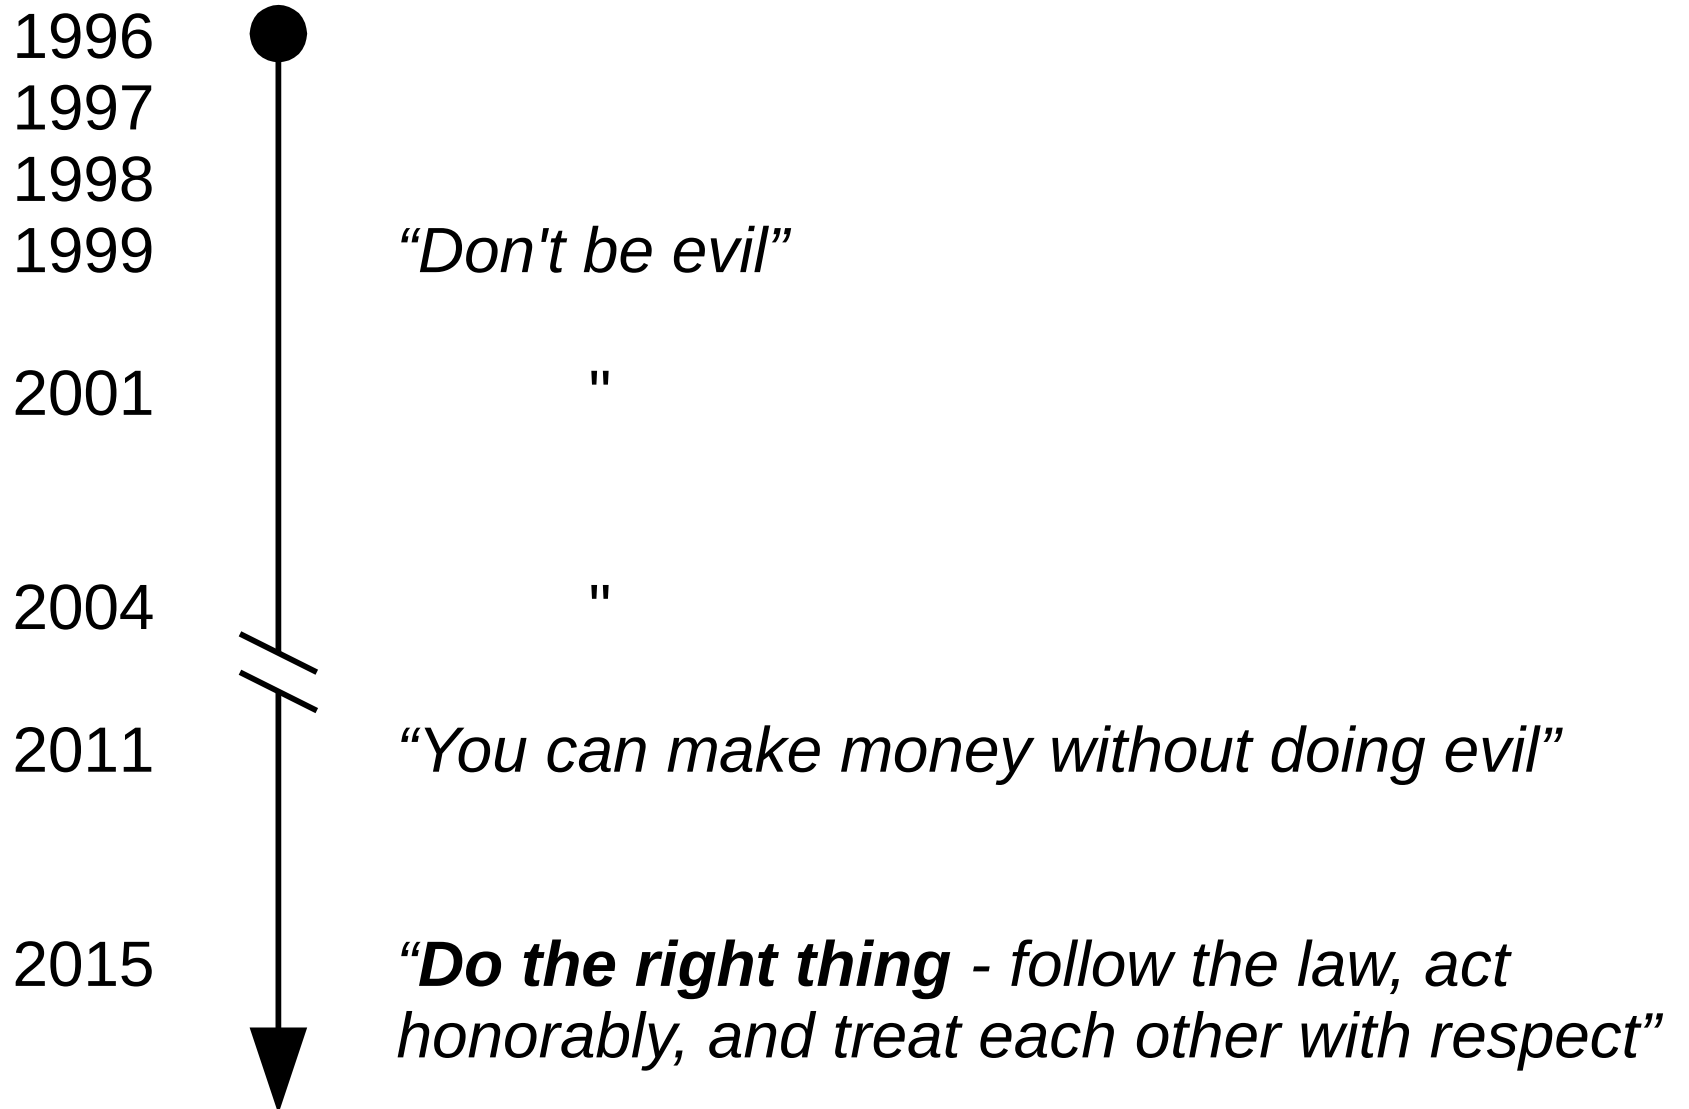 1996
1997
1998
1999 “Don't be evil”
2001 "
2004 "
2011 “You can make money without doing evil”
2015 “Do the right thing - follow the law, act
honorably, and treat each other with respect”